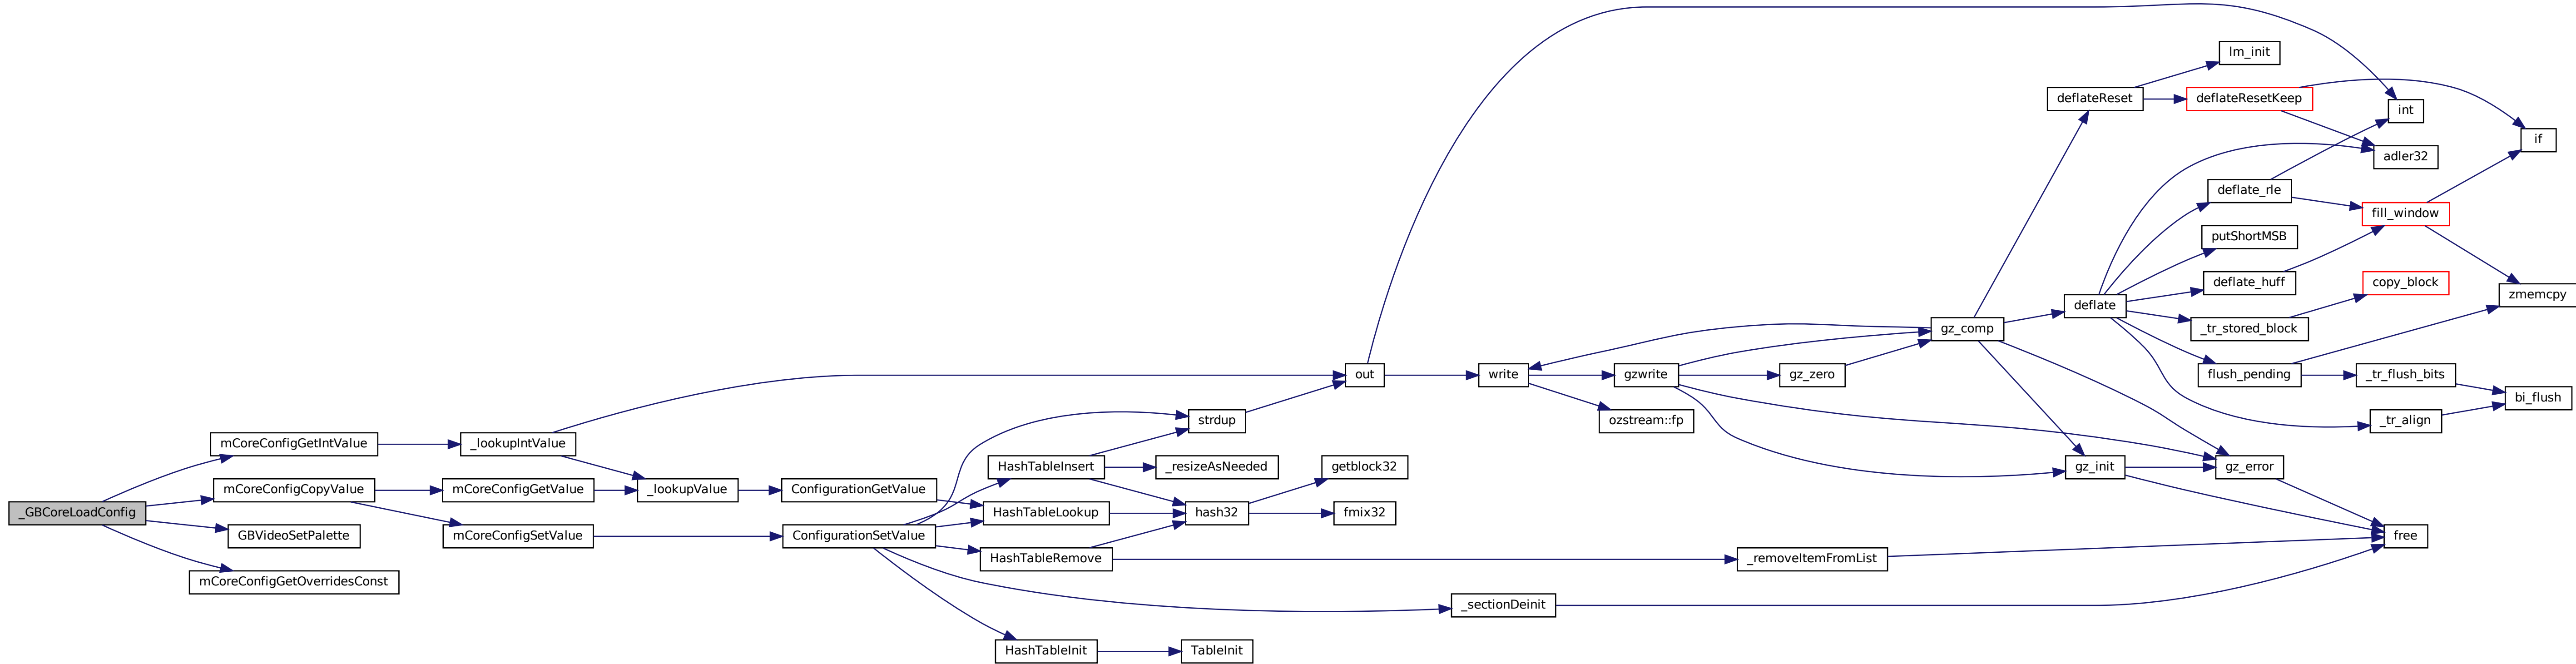 _GBCoreLoadConfig
mCoreConfigGetIntValue
mCoreConfigCopyValue
GBVideoSetPalette
mCoreConfigGetOverridesConst
_lookupIntValue
mCoreConfigGetValue
mCoreConfigSetValue
_lookupValue
ConfigurationGetValue
ConfigurationSetValue
HashTableInsert
HashTableLookup
HashTableRemove
HashTableInit
strdup
_resizeAsNeeded
hash32
TableInit
getblock32
fmix32
out
_sectionDeinit
write
gzwrite
ozstream::fp
gz_zero
_removeItemFromList
gz_comp
deflateReset
deflate
gz_init
lm_init
deflateResetKeep
deflate_rle
putShortMSB
deflate_huff
_tr_stored_block
flush_pending
gz_error
int
adler32
fill_window
copy_block
_tr_flush_bits
_tr_align
free
if
zmemcpy
bi_flush